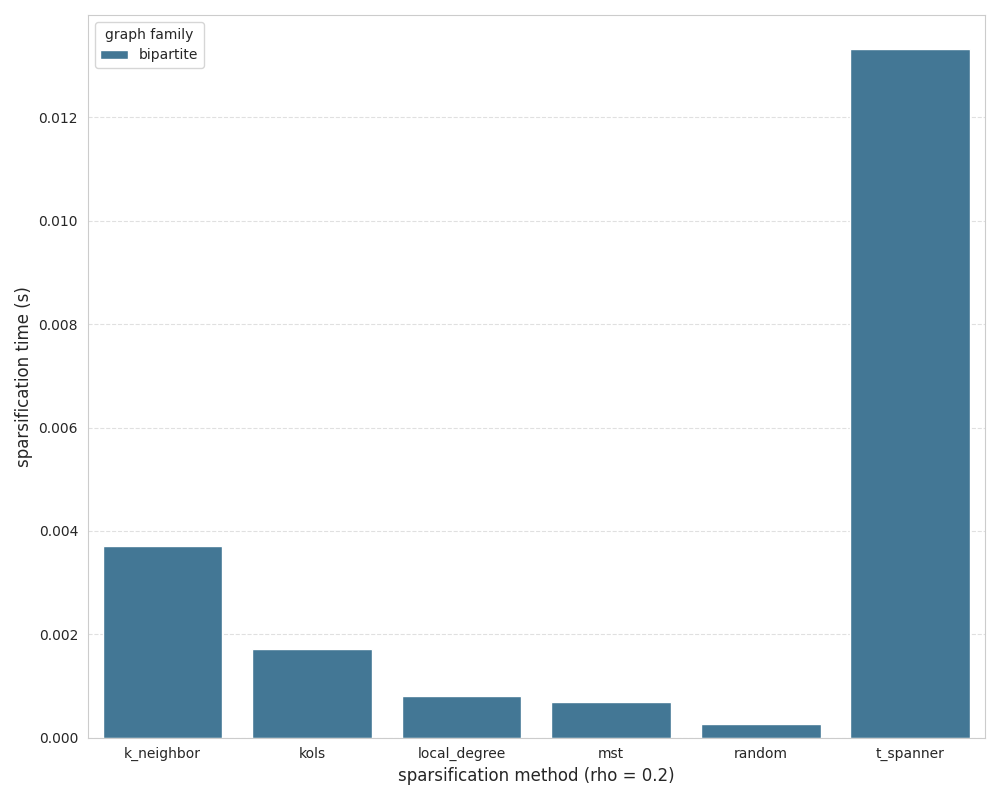 graph family
bipartite
sparsification time (s)
0.012
0.010
0.008
0.006
0.004
0.002
0.000
k_neighbor
kols
local_degree
mst
random
t_spanner
sparsification method (rho = 0.2)